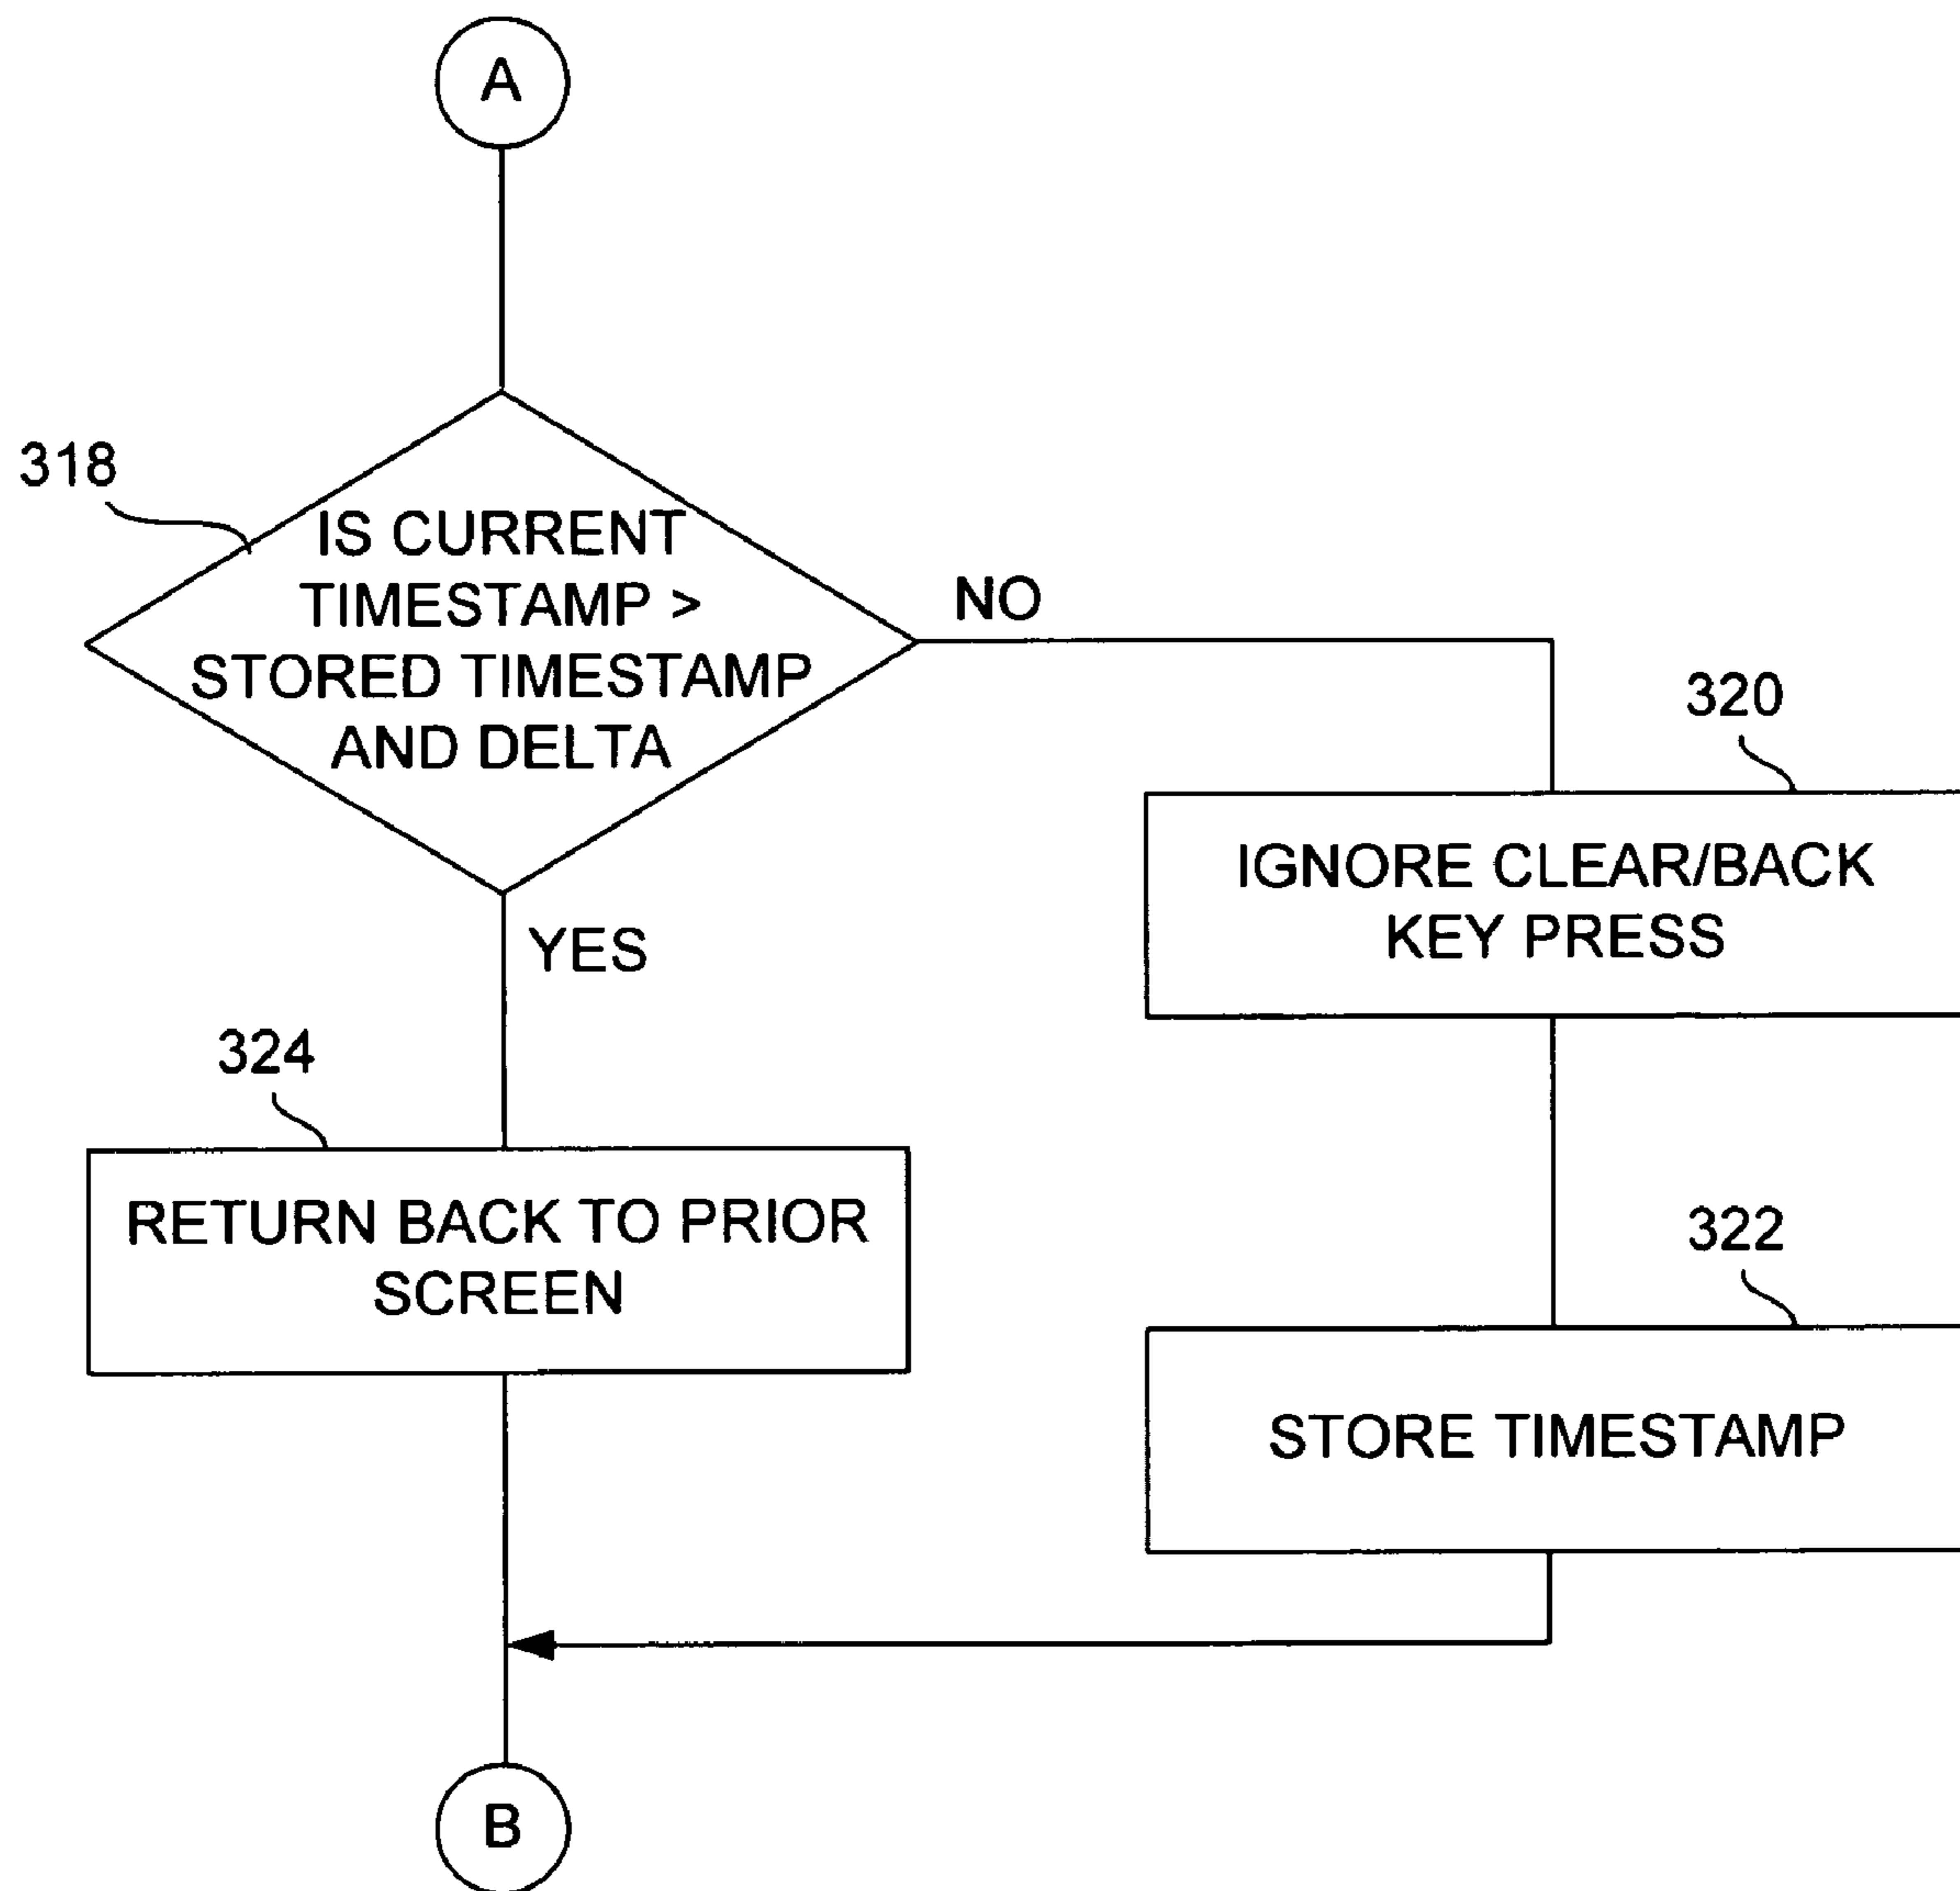 A
318
IS CURRENT
TIMESTAMP >
STORED TIMESTAMP
AND DELTA
NO
320
IGNORE CLEAR/BACK
KEY PRESS
YES
324
RETURN BACK TO PRIOR
SCREEN
322
STORE TIMESTAMP
B